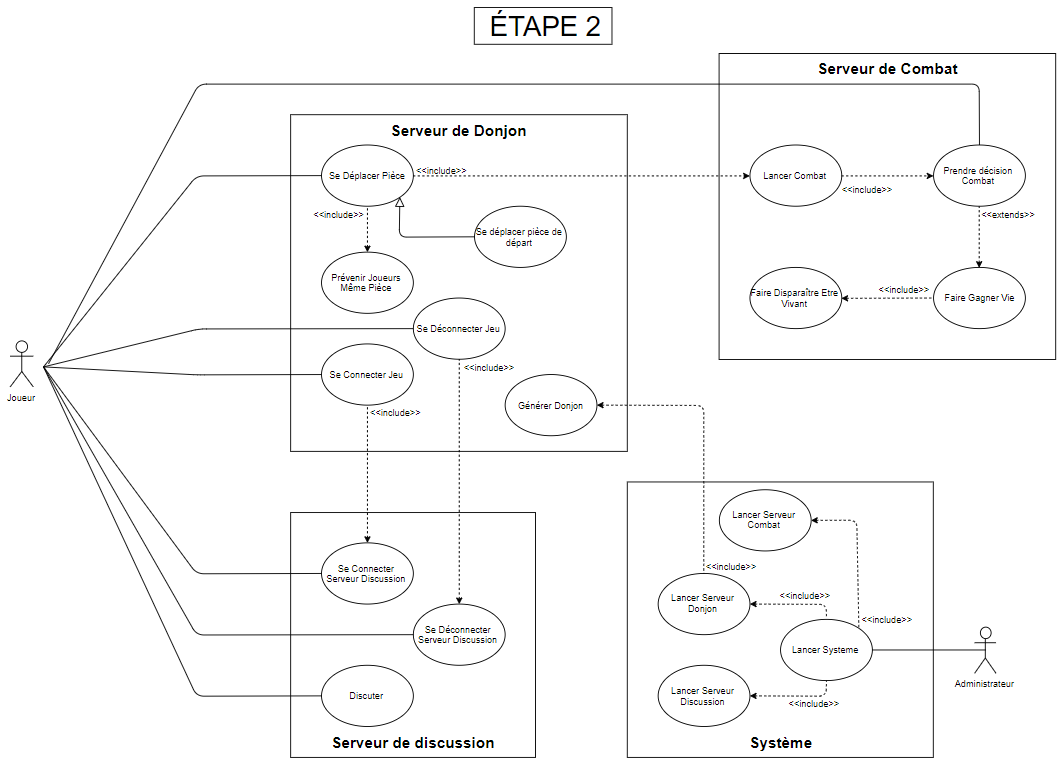 ÉTAPE 2
Serveur de Combat
Serveur de Donjon
Se Déplacer Pièce
<<include>>
Lancer Combat
<<include>>
Prendre décision
Combat
<<include>>
<<extends>>
Se déplacer pièce de
départ
Prévenir Joueurs
Même Pièce
Faire Disparaître Etre
Vivant
<<include>>
Faire Gagner Vie
Se Déconnecter Jeu
<<include>>
Se Connecter Jeu
<<include>>
Générer Donjon
Joueur
Lancer Serveur
Combat
<<include>>
Se Connecter
Serveur Discussion
Lancer Serveur
Donjon
<<include>>
<<include>>
Se Déconnecter
Serveur Discussion
Lancer Systeme
Administrateur
Discuter
Lancer Serveur
Discussion
<<include>>
Serveur de discussion
Système